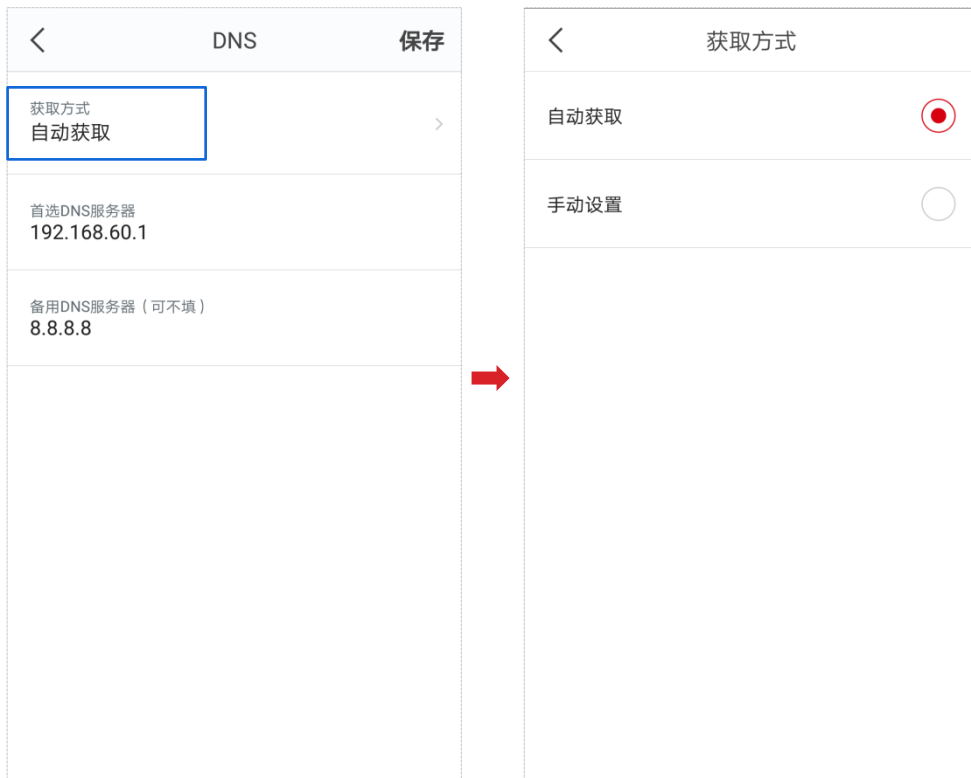 DNS
保存
获取方式
自动获取
首选DNS服务器
192.168.60.1
备用DNS服务器（可不填）
8.8.8.8
获取方式
自动获取
手动设置